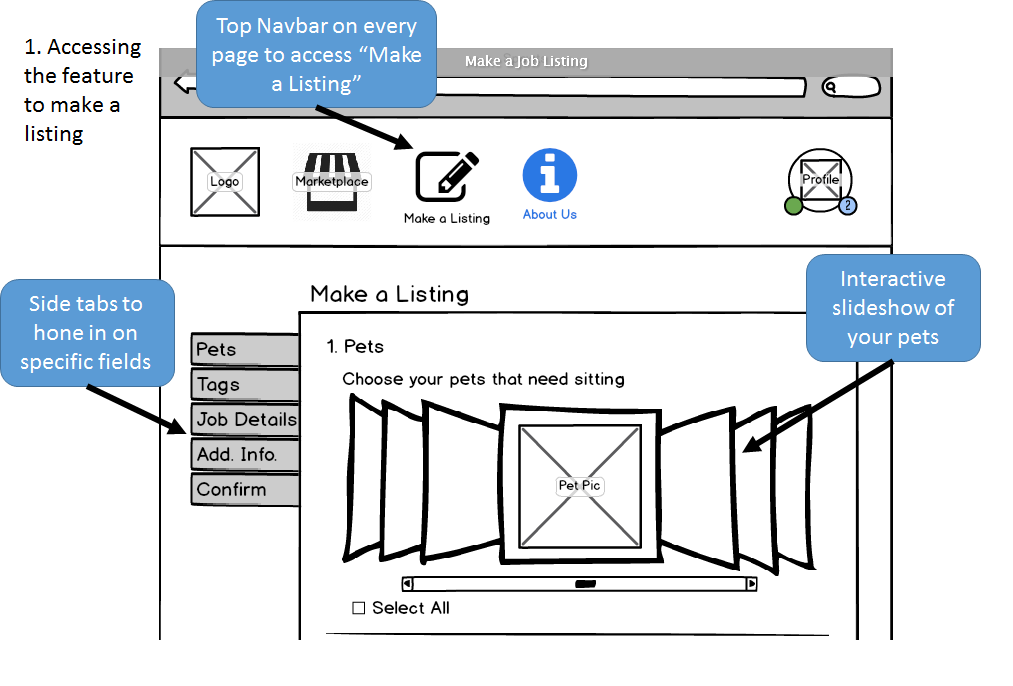 1. Accessing
the feature
to make a
listing
Top Navbar on every
page to access “Make
a Listing”
Make a Job Listing
Logo
Marketplace
Make a Listing
About Us
Profile
2
Side tabs to
hone in on
specific fields
Interactive
slideshow of
your pets
Make a Listing
Pets
Tags
Job Details
Add. Info.
Confirm
1. Pets
Choose your pets that need sitting
Pet Pic
Select All